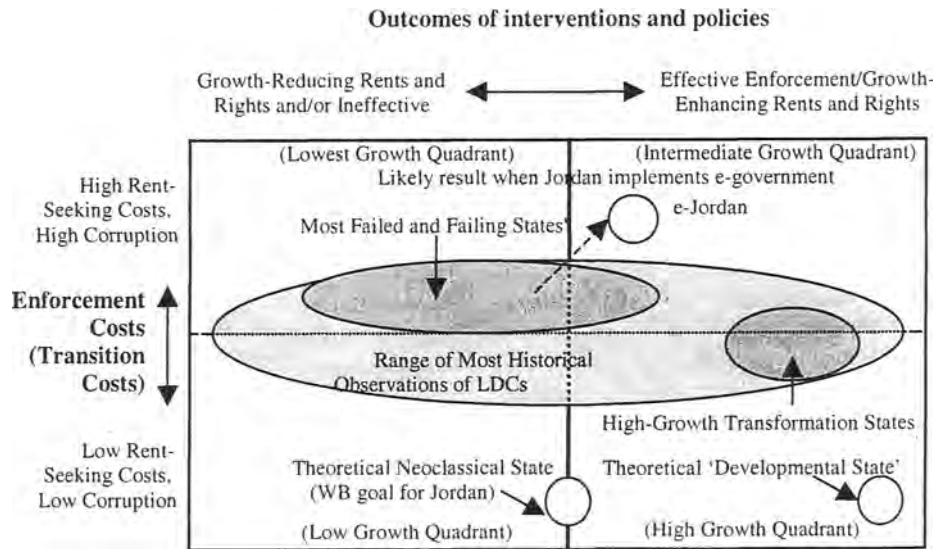 Outcomes of interventions and policies
Growth-Reducing Rents and
Rights and/or Ineffective
Effective Enforcement/Growth-
Enhancing Rents and Rights
(Lowest Growth Quadrant)
(Intermediate Growth Quadrant)
Likely result when Jordan implements e-government
High Rent-
Seeking Costs,
High Corruption
e-Jordan
Most Failed and Failing States'
Enforcement
Costs
(Transition
Costs)
Range of Most Historical
Observations of LDCs
High-Growth Transformation States
Low Rent-
Seeking Costs,
Low Corruption
Theoretical Neoclassical State
(WB goal for Jordan)
Theoretical ‘Developmental State’
(Low Growth Quadrant)
(High Growth Quadrant)